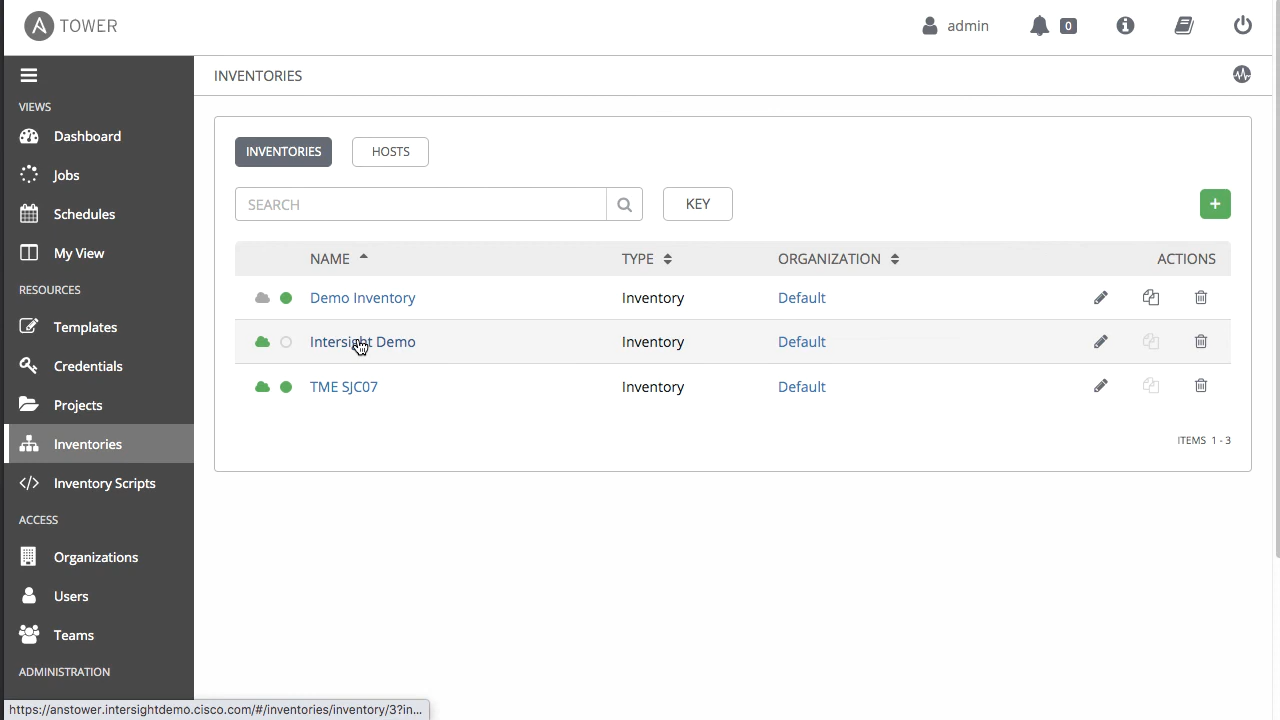 TOWER
admin
0
INVENTORIES
VIEWS
Dashboard
Jobs
Schedules
My View
RESOURCES
Templates
Credentials
Projects
Inventories
Inventory Scripts
ACCESS
Organizations
Users
Teams
ADMINISTRATION
INVENTORIES HOSTS
SEARCH KEY +
NAME TYPE ORGANIZATION ACTIONS
Demo Inventory Inventory Default
Intersight Demo Inventory Default
TME SJC07 Inventory Default
ITEMS 1 - 3
https://anstower.intersightdemo.cisco.com/#/inventories/inventory/3?in...